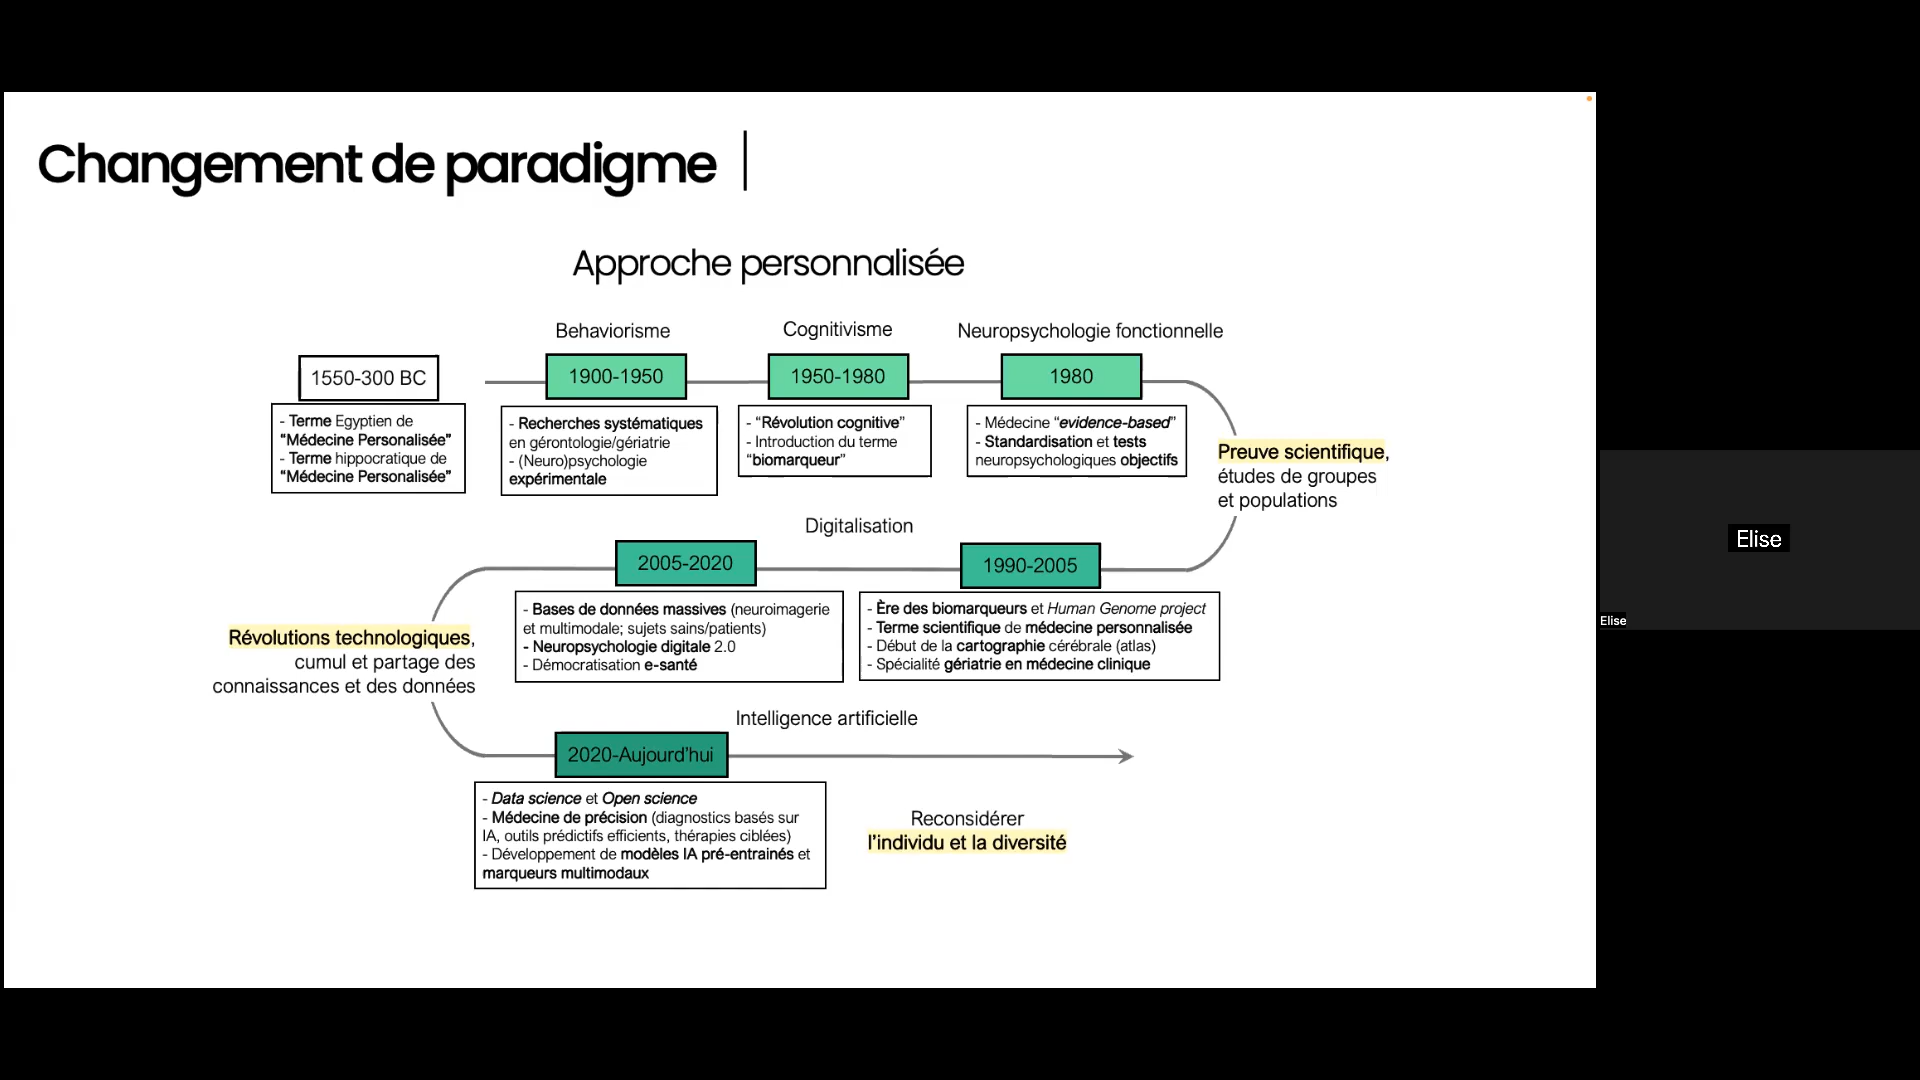 Changement de paradigme
Approche personnalisée
Behaviorisme
Cognitivisme
Neuropsychologie fonctionnelle
1550-300 BC
1900-1950
1950-1980
1980
- Terme Egyptien de
“Médecine Personalisée”
- Terme hippocratique de
“Médecine Personalisée”
- Recherches systématiques
en gérontologie/gériatrie
- (Neuro)psychologie
expérimentale
- “Révolution cognitive”
- Introduction du terme
“biomarqueur”
- Médecine “evidence-based”
- Standardisation et tests
neuropsychologiques objectifs
Preuve scientifique,
études de groupes
et populations
Digitalisation
2005-2020
1990-2005
- Bases de données massives (neuroimagerie
et multimodale; sujets sains/patients)
- Neuropsychologie digitale 2.0
- Démocratisation e-santé
- Ère des biomarqueurs et Human Genome project
- Terme scientifique de médecine personnalisée
- Début de la cartographie cérébrale (atlas)
- Spécialité gériatrie en médecine clinique
Révolutions technologiques,
cumul et partage des
connaissances et des données
Intelligence artificielle
2020-Aujourd'hui
- Data science et Open science
- Médecine de précision (diagnostics basés sur
IA, outils prédictifs efficients, thérapies ciblées)
- Développement de modèles IA pré-entrainés et
marqueurs multimodaux
Reconsidérer
l'individu et la diversité
Elise
Elise